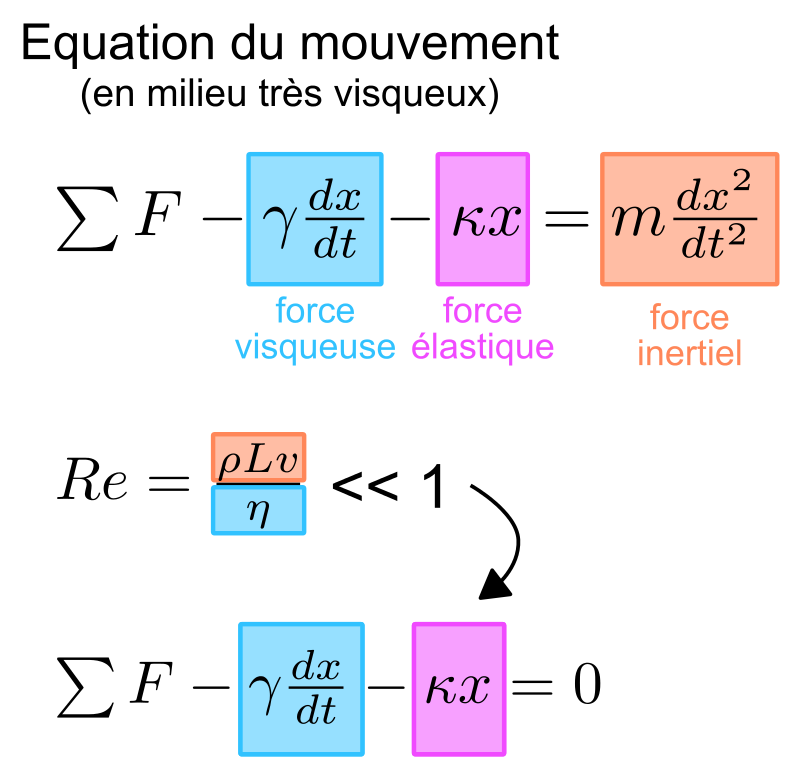 Equation du mouvement
(en milieu très visqueux)
∑ F − γ dx/dt − κx = m dx²/dt²
force visqueuse
force élastique
force inertiel
Re = ρLv/η << 1
∑ F − γ dx/dt − κx = 0